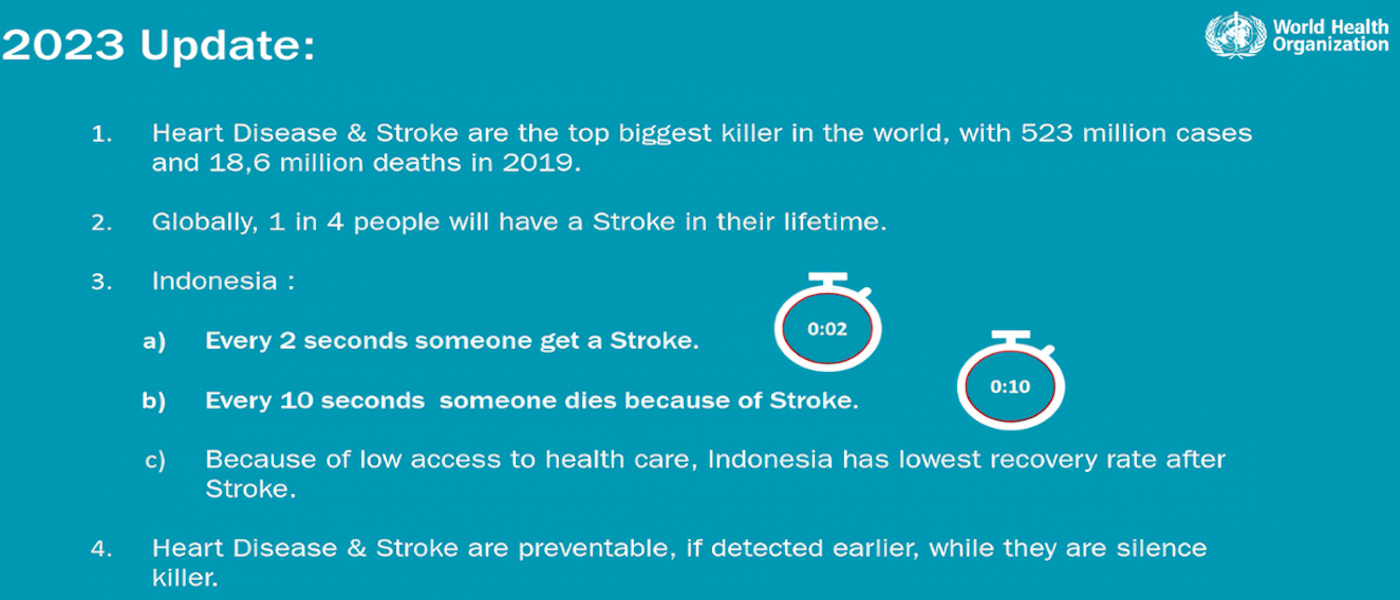 2023 Update:
World Health
Organization
1. Heart Disease & Stroke are the top biggest killer in the world, with 523 million cases
and 18,6 million deaths in 2019.
2. Globally, 1 in 4 people will have a Stroke in their lifetime.
3. Indonesia :
a) Every 2 seconds someone get a Stroke.
0:02
b) Every 10 seconds  someone dies because of Stroke.
0:10
c) Because of low access to health care, Indonesia has lowest recovery rate after
Stroke.
4. Heart Disease & Stroke are preventable, if detected earlier, while they are silence
killer.